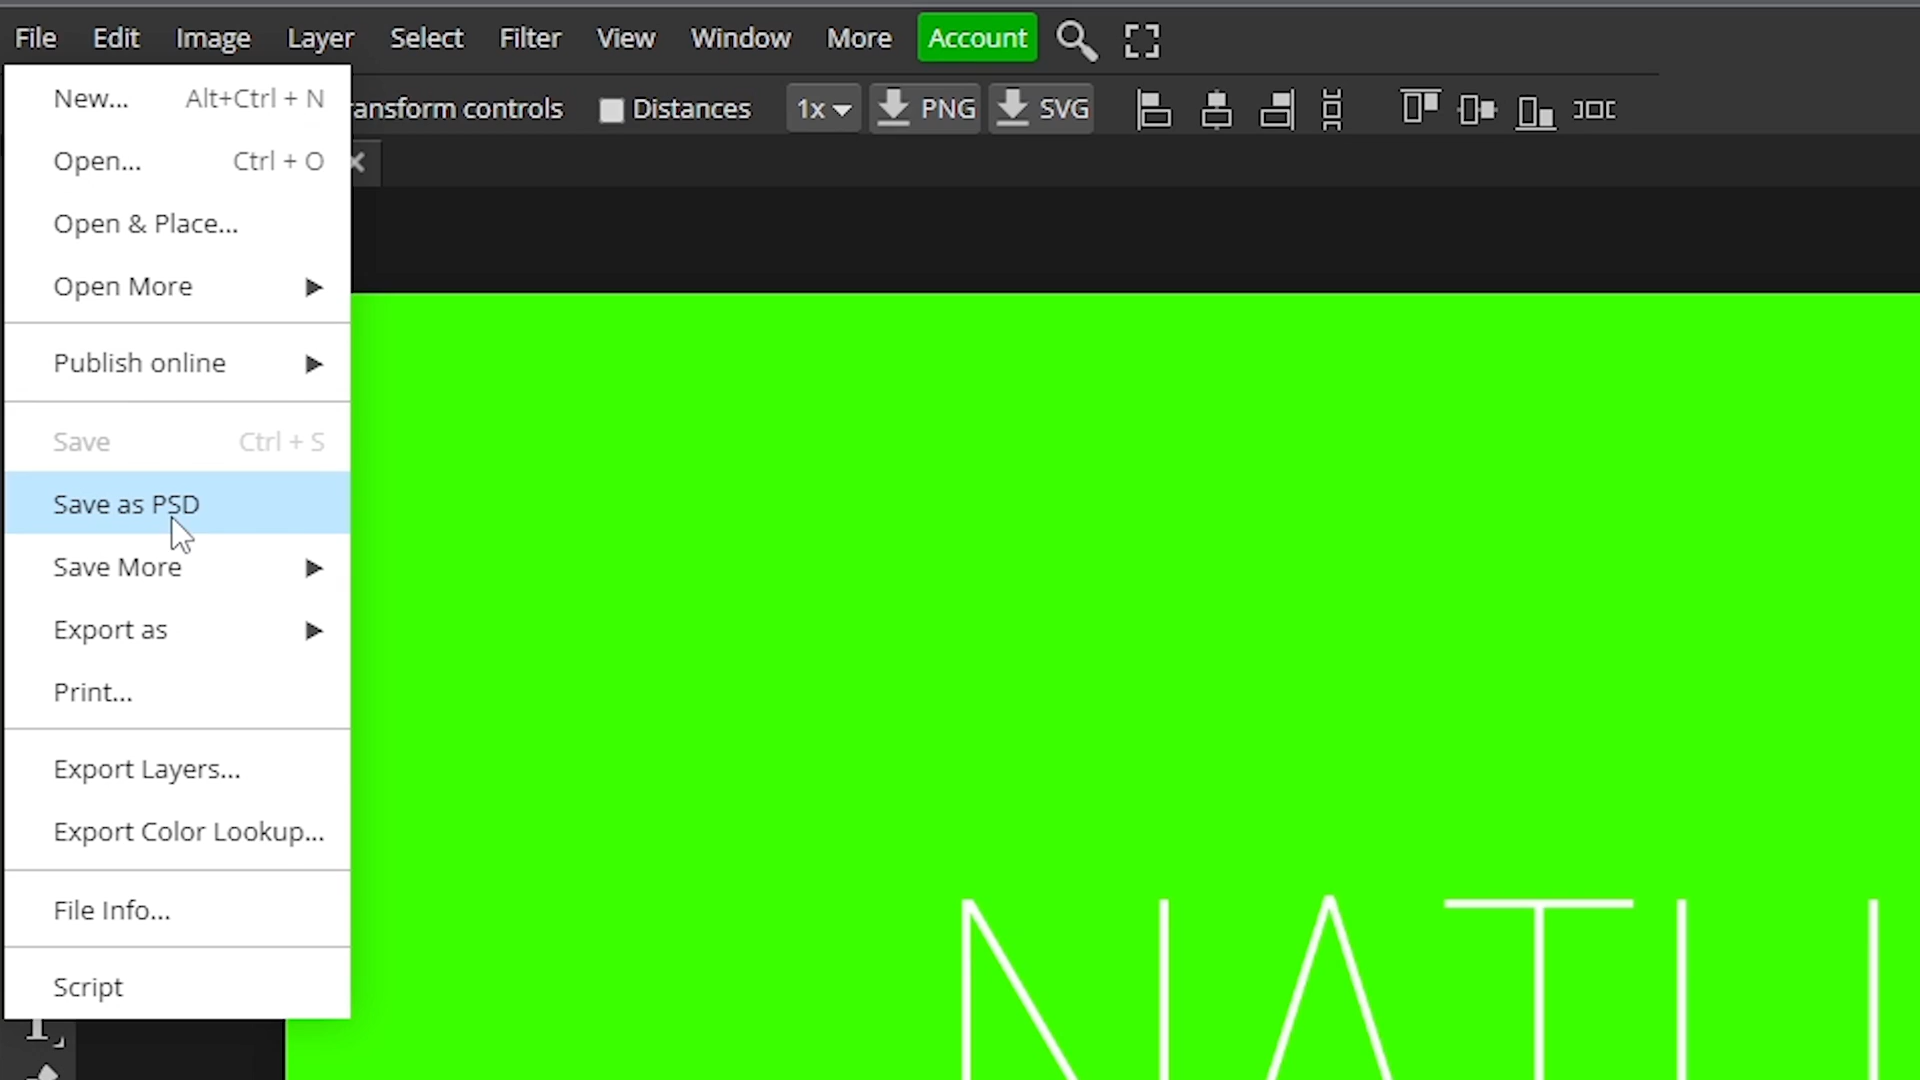 File Edit Image Layer Select Filter View Window More Account
ansform controls Distances 1x PNG SVG
New... Alt+Ctrl + N
Open... Ctrl + O
Open & Place...
Open More
Publish online
Save Ctrl + S
Save as PSD
Save More
Export as
Print...
Export Layers...
Export Color Lookup...
File Info...
Script
NATU